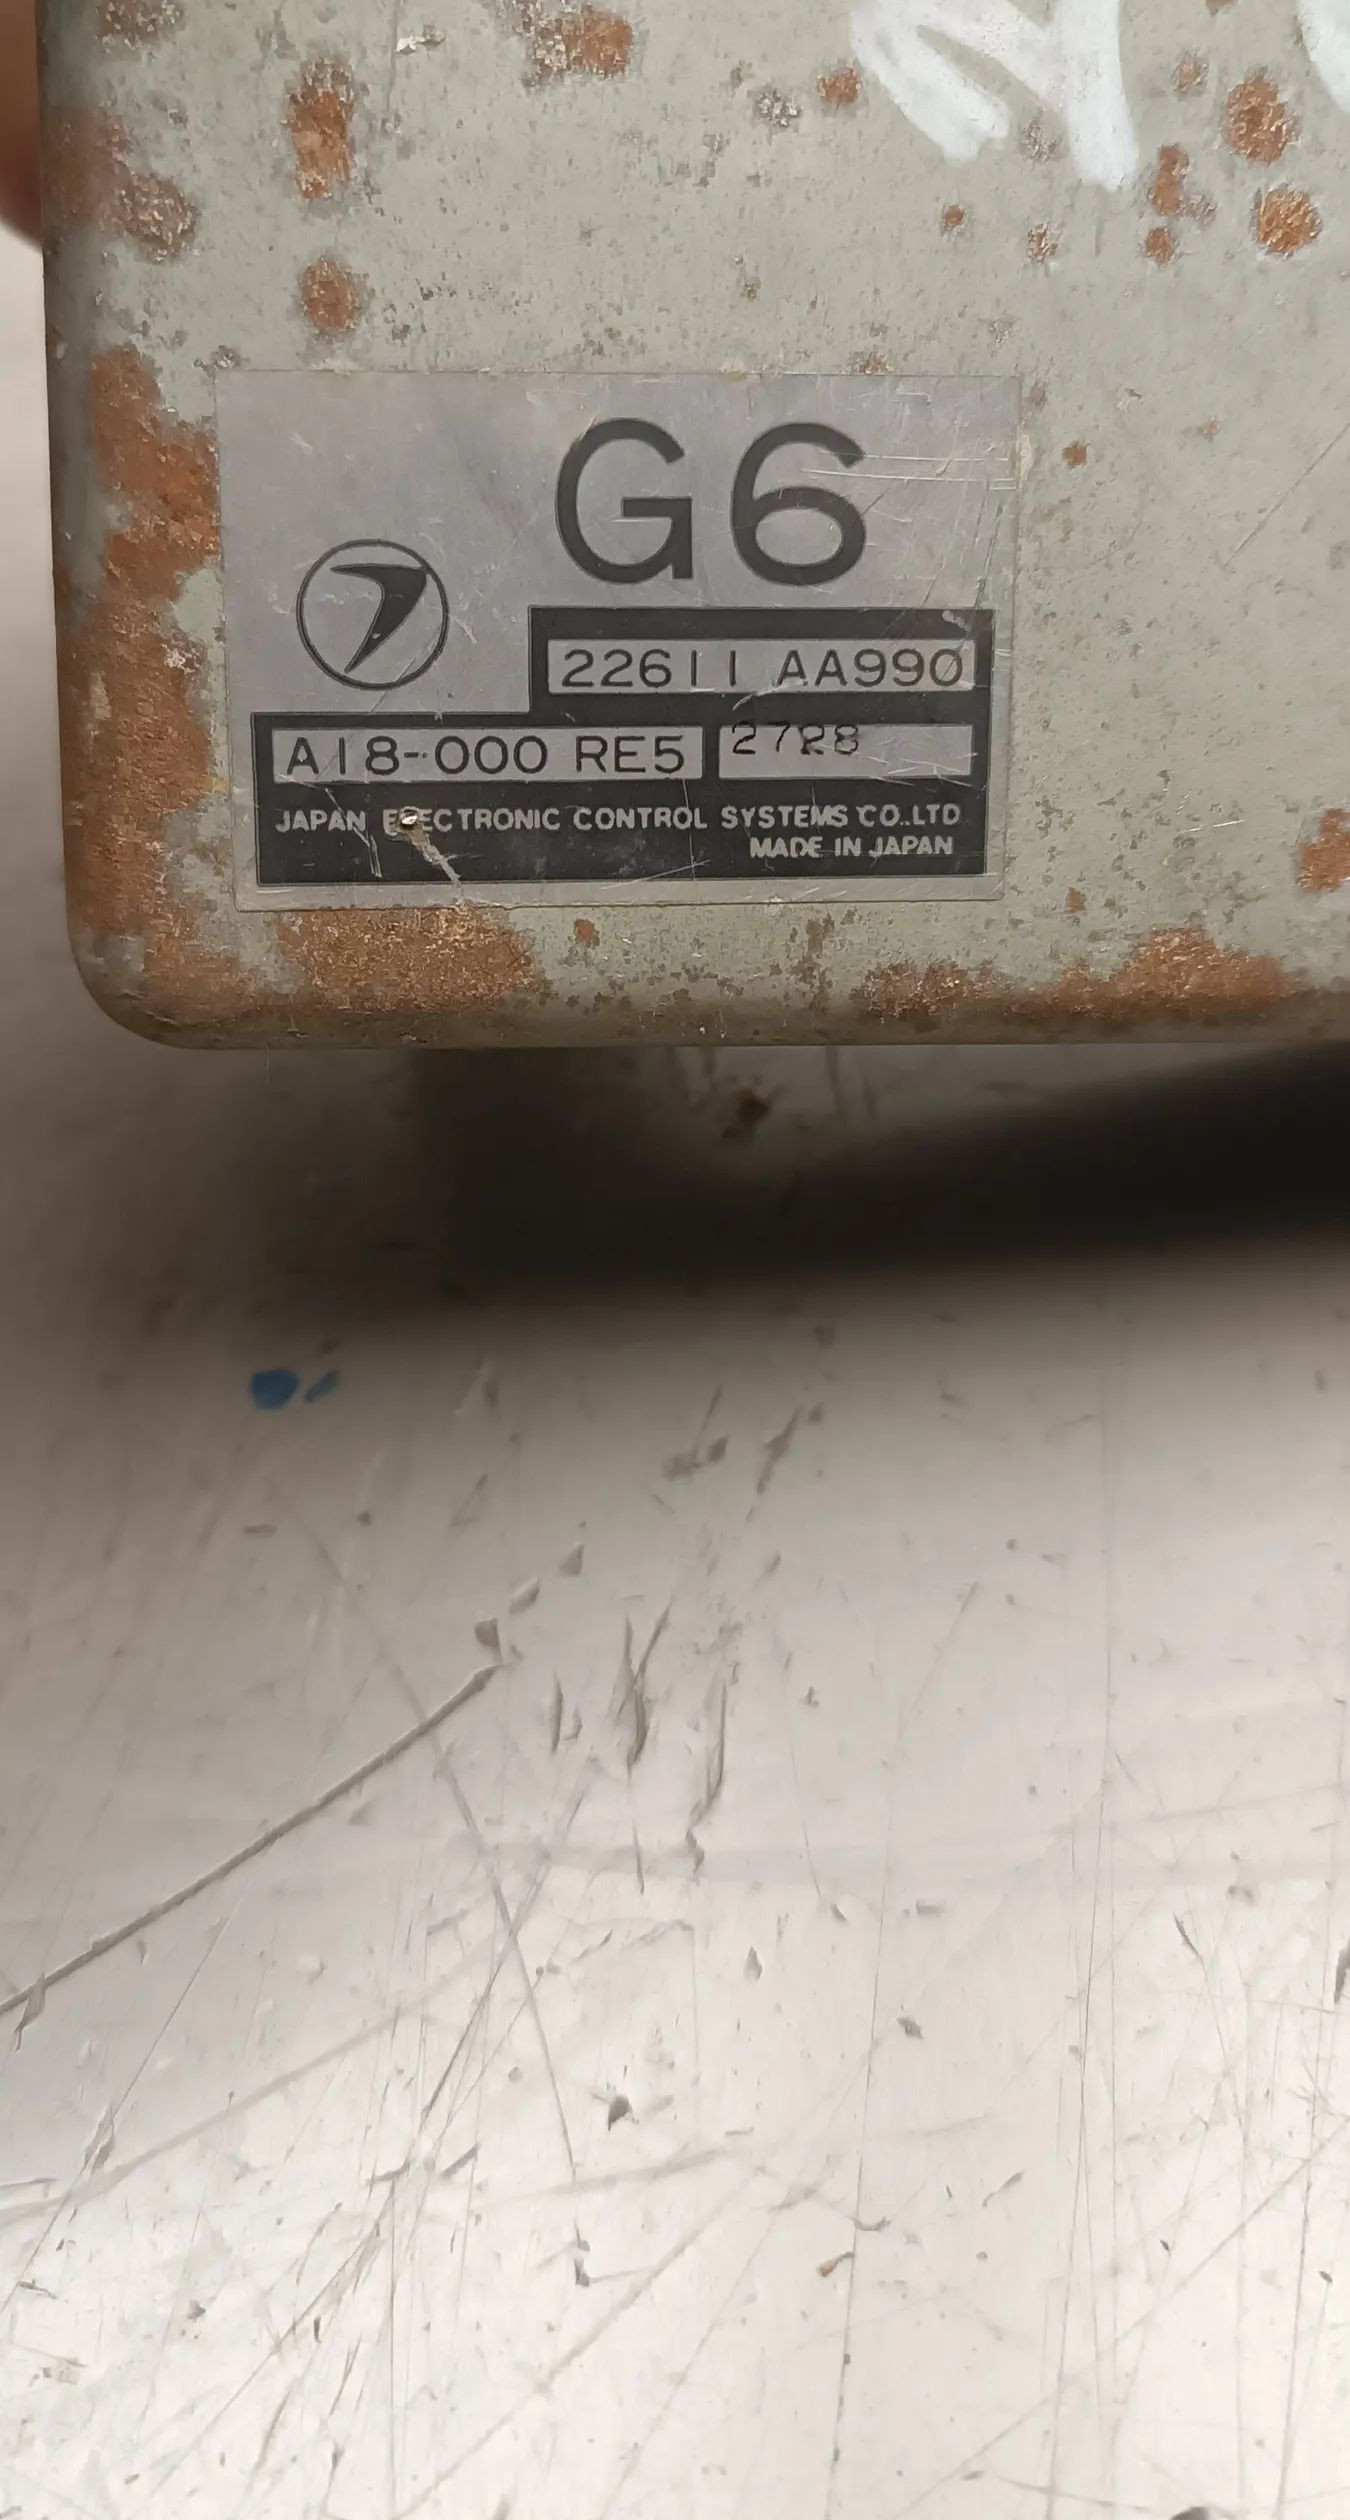 G6
22611 AA990
A18-000 RE5 2728
JAPAN ELECTRONIC CONTROL SYSTEMS CO.,LTD
MADE IN JAPAN